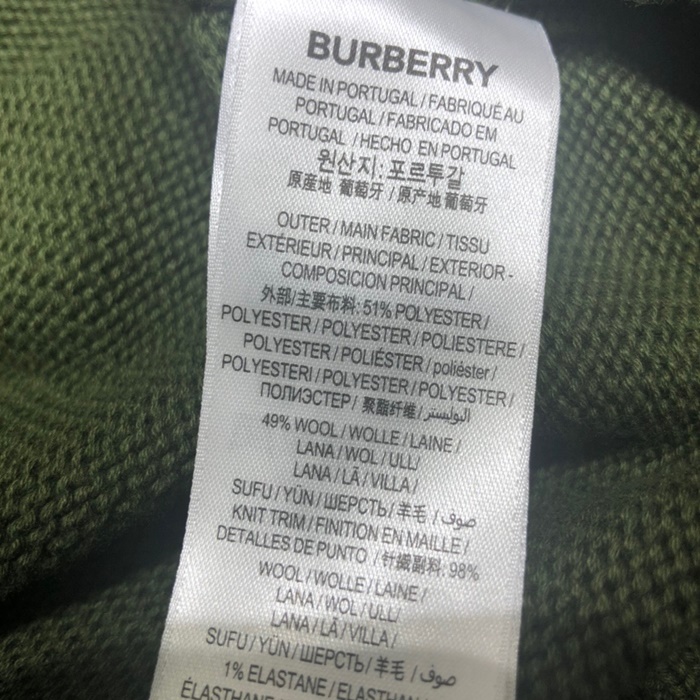 BURBERRY
MADE IN PORTUGAL / FABRIQUÉ AU
PORTUGAL / FABRICADO EM
PORTUGAL / HECHO EN PORTUGAL
원산지: 포르투갈
原産地 葡萄牙 / 原产地 葡萄牙
OUTER / MAIN FABRIC / TISSU
EXTÉRIEUR / PRINCIPAL / EXTERIOR -
COMPOSICION PRINCIPAL /
外部/主要布料: 51% POLYESTER /
POLYESTER / POLYESTER / POLIESTERE /
POLYESTER / POLIÉSTER / poliéster /
POLYESTERI / POLYESTER / POLYESTER /
ПОЛИЭСТЕР / 聚酯纤维 / البوليستر
49% WOOL / WOLLE / LAINE /
LANA / WOL / ULL/
LANA / LÃ / VILLA /
SUFU / YÜN / ШЕРСТЬ / 羊毛 / صوف
KNIT TRIM / FINITION EN MAILLE /
DETALLES DE PUNTO / 针織副料: 98%
WOOL / WOLLE / LAINE /
LANA / WOL / ULL/
LANA / LÃ / VILLA /
SUFU / YÜN / ШЕРСТЬ / 羊毛 / صوف
1% ELASTANE / ELASTHAN
ÉLASTHANE